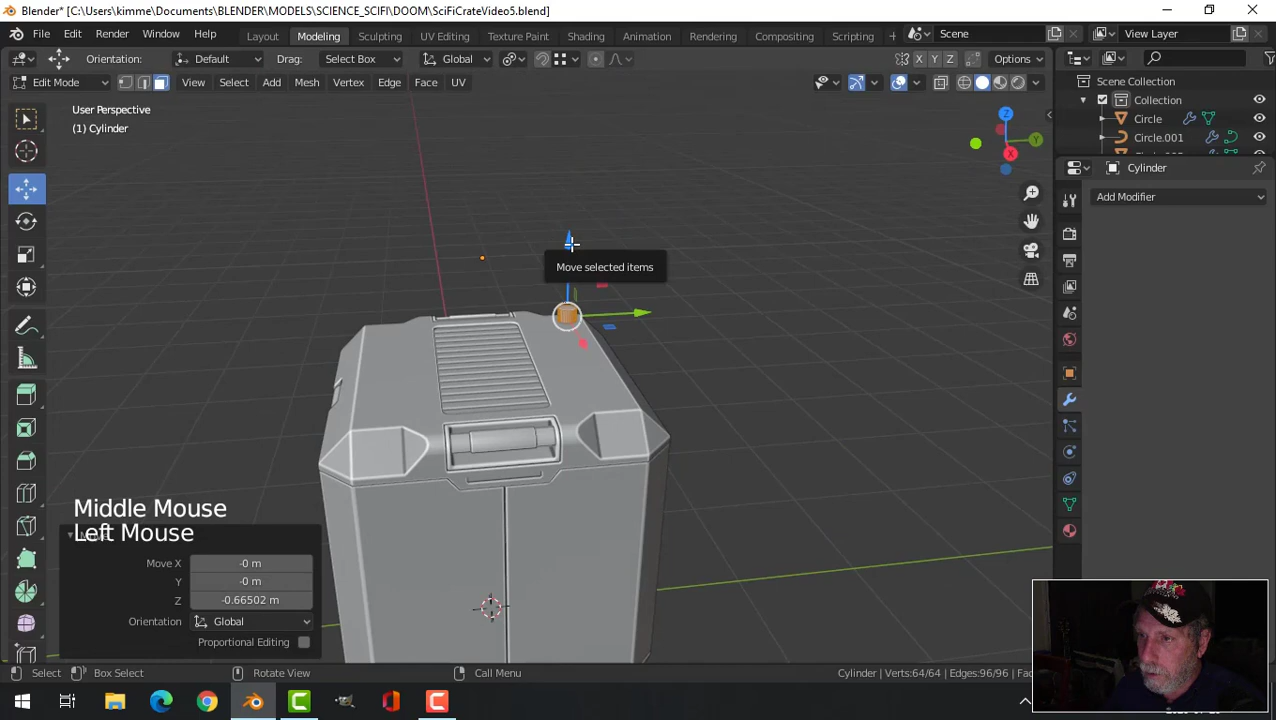 Blender* [C:\Users\kimme\Documents\BLENDER\MODELS\SCIENCE_SCIFI\DOOM\SciFiCrateVideo5.blend]
File Edit Render Window Help Layout Modeling Sculpting UV Editing Texture Paint Shading Animation Rendering Compositing Scripting + Scene View Layer
Orientation: Default Drag: Select Box Global X Y Z Options
Edit Mode View Select Add Mesh Vertex Edge Face UV
User Perspective
(1) Cylinder
Scene Collection
Collection
Circle
Circle.001
Cylinder
Add Modifier
Z
Y
X
Move selected items
Middle Mouse
Left Mouse
Move X -0 m
Y -0 m
Z -0.66502 m
Orientation Global
Proportional Editing
Select Box Select Rotate View Call Menu Cylinder | Verts:64/64 | Edges:96/96 |